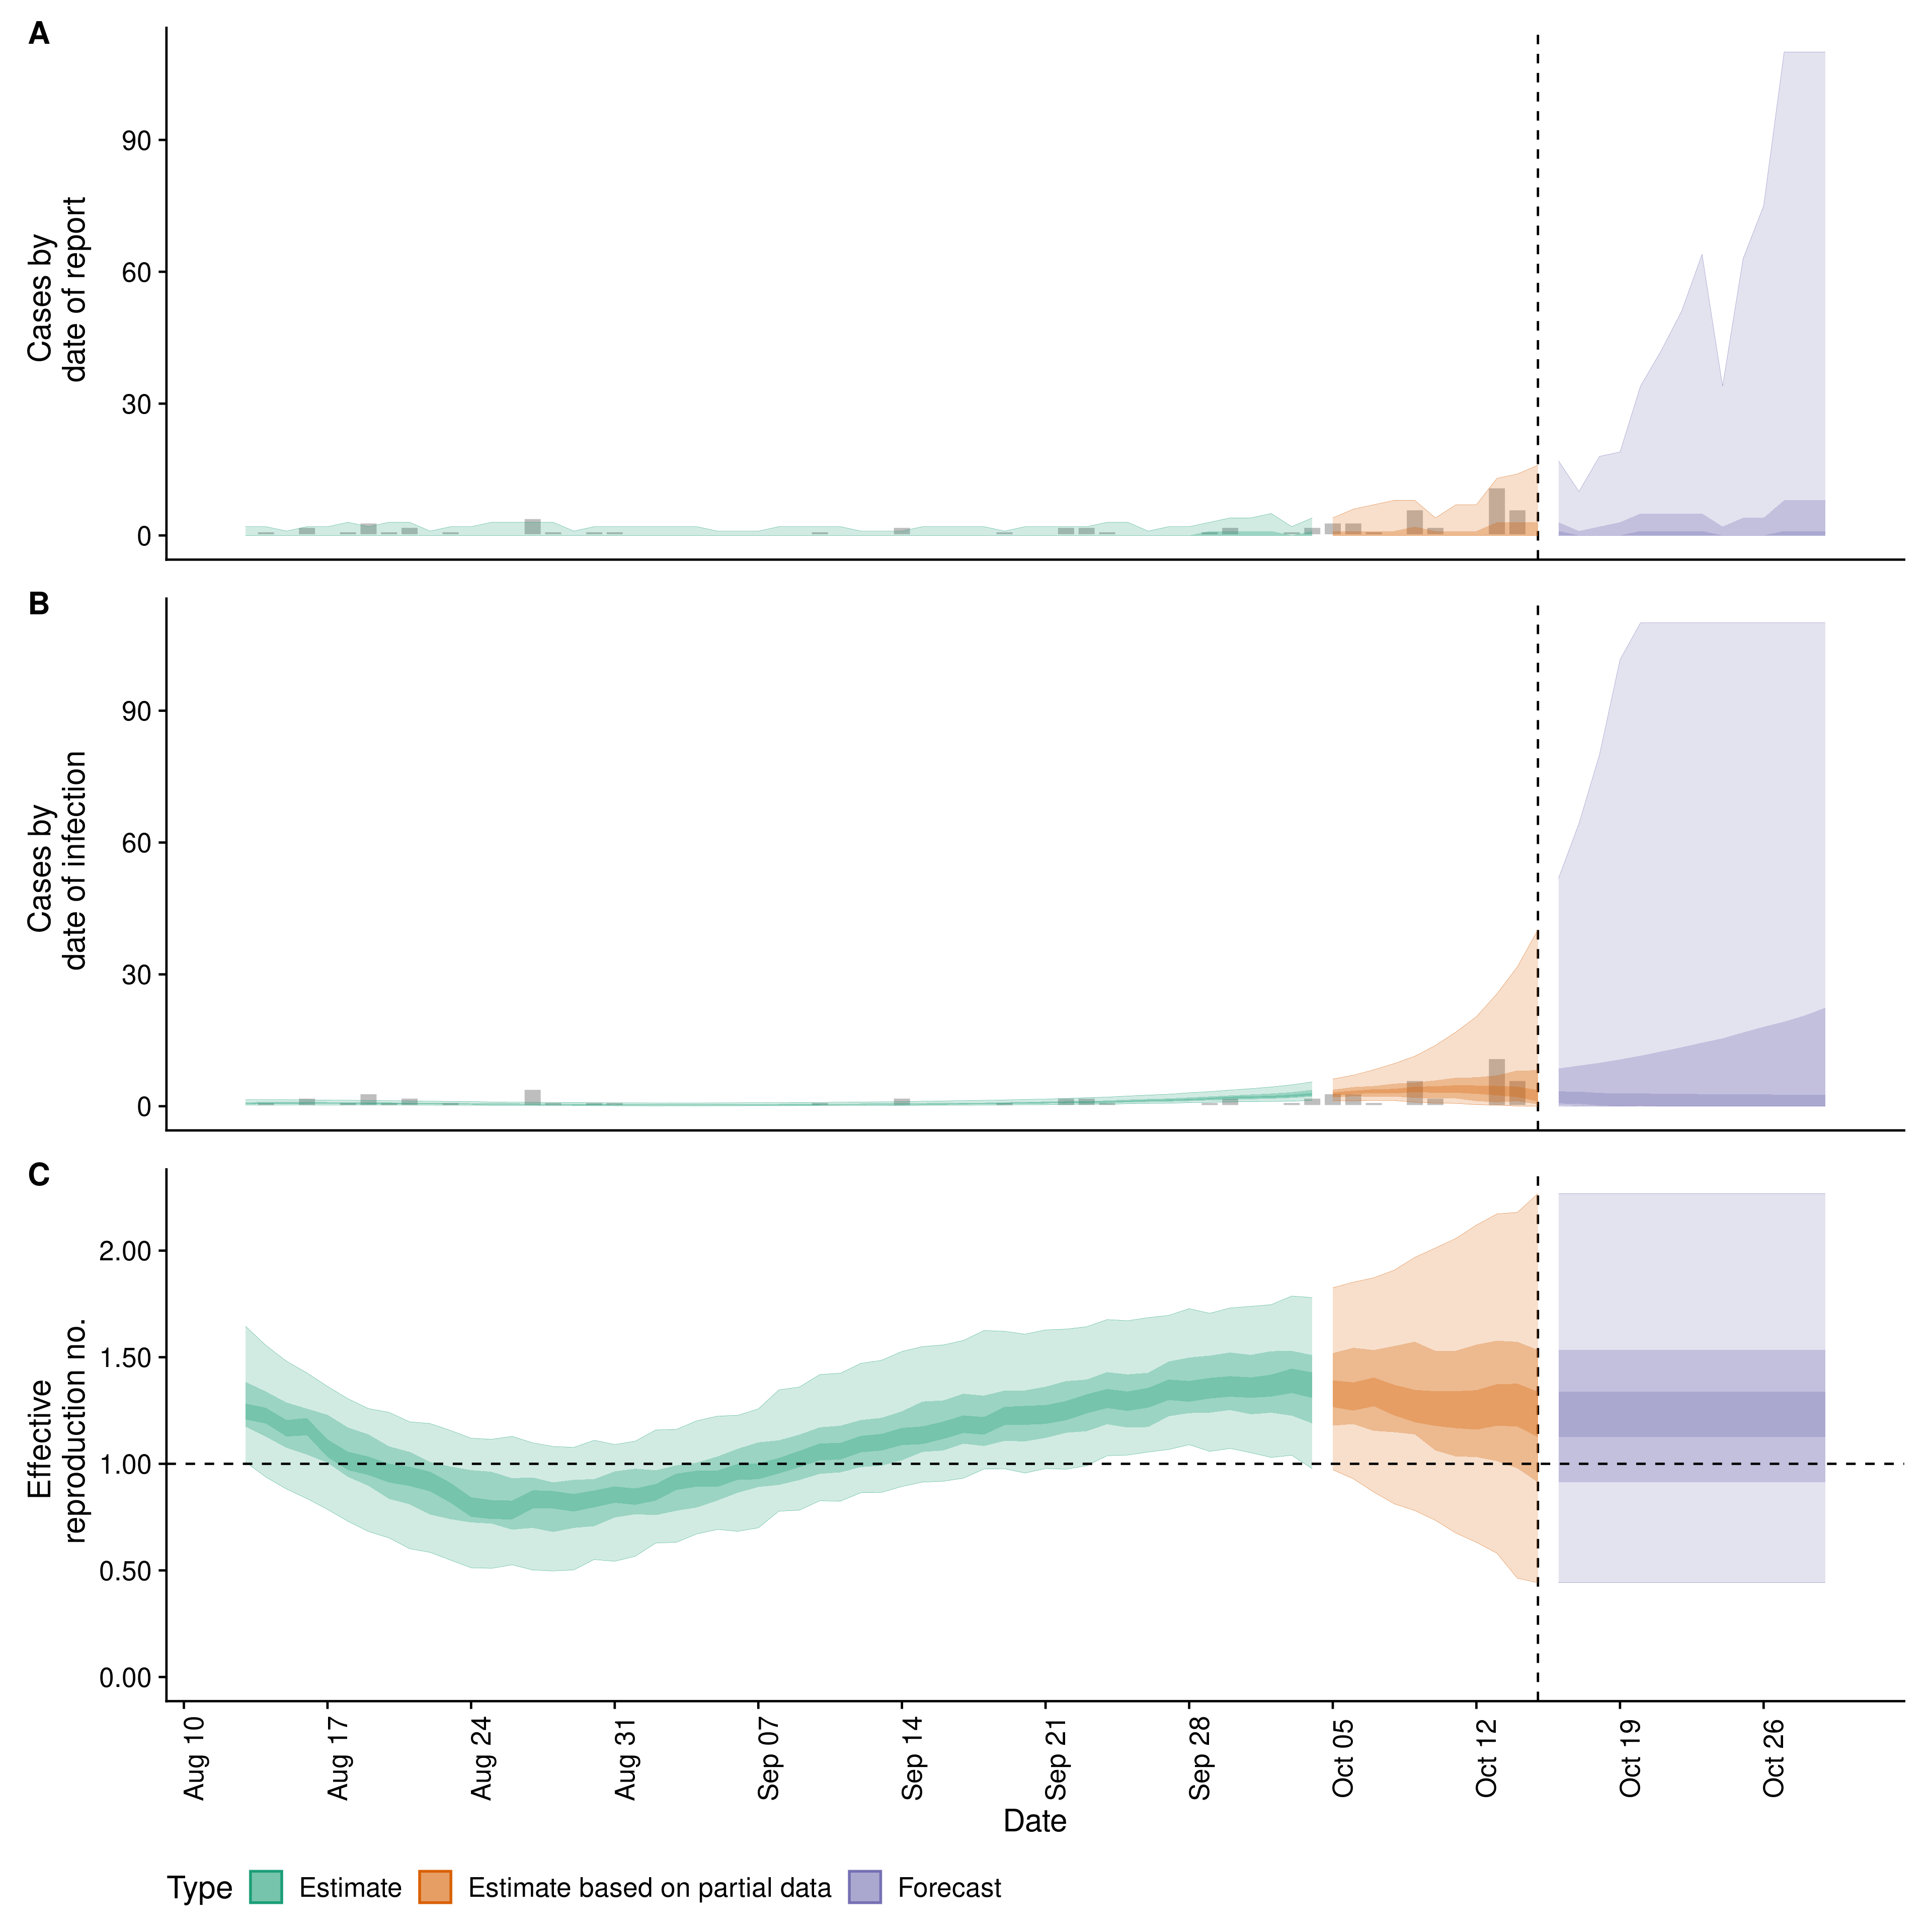 A
Cases by
date of report
90
60
30
0
B
Cases by
date of infection
90
60
30
0
C
Effective
reproduction no.
2.00
1.50
1.00
0.50
0.00
Aug 10
Aug 17
Aug 24
Aug 31
Sep 07
Sep 14
Sep 21
Sep 28
Oct 05
Oct 12
Oct 19
Oct 26
Date
Type Estimate Estimate based on partial data Forecast